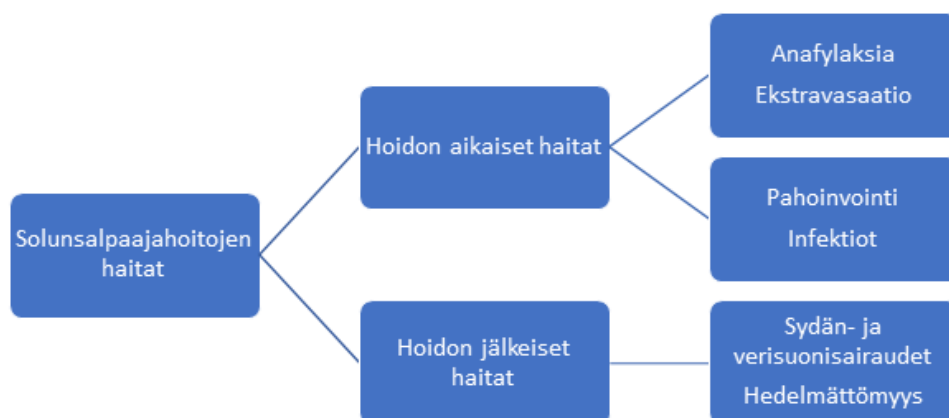 Solunsalpaajahoitojen
haitat
Hoidon aikaiset haitat
Anafylaksia
Ekstravasaatio
Pahoinvointi
Infektiot
Hoidon jälkeiset
haitat
Sydän- ja
verisuonisairaudet
Hedelmättömyys